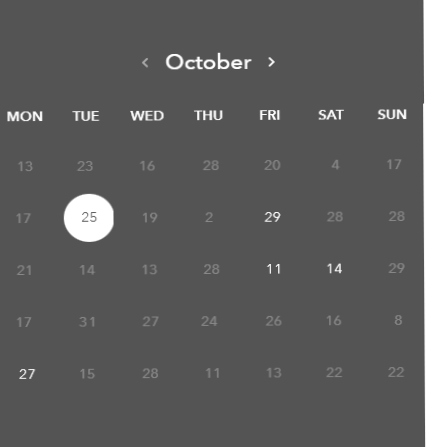 ‹ October ›
MON TUE WED THU FRI SAT SUN
13 23 16 28 20 4 17
17 25 19 2 29 28 28
21 14 13 28 11 14 29
17 31 27 24 26 16 8
27 15 28 11 13 22 22